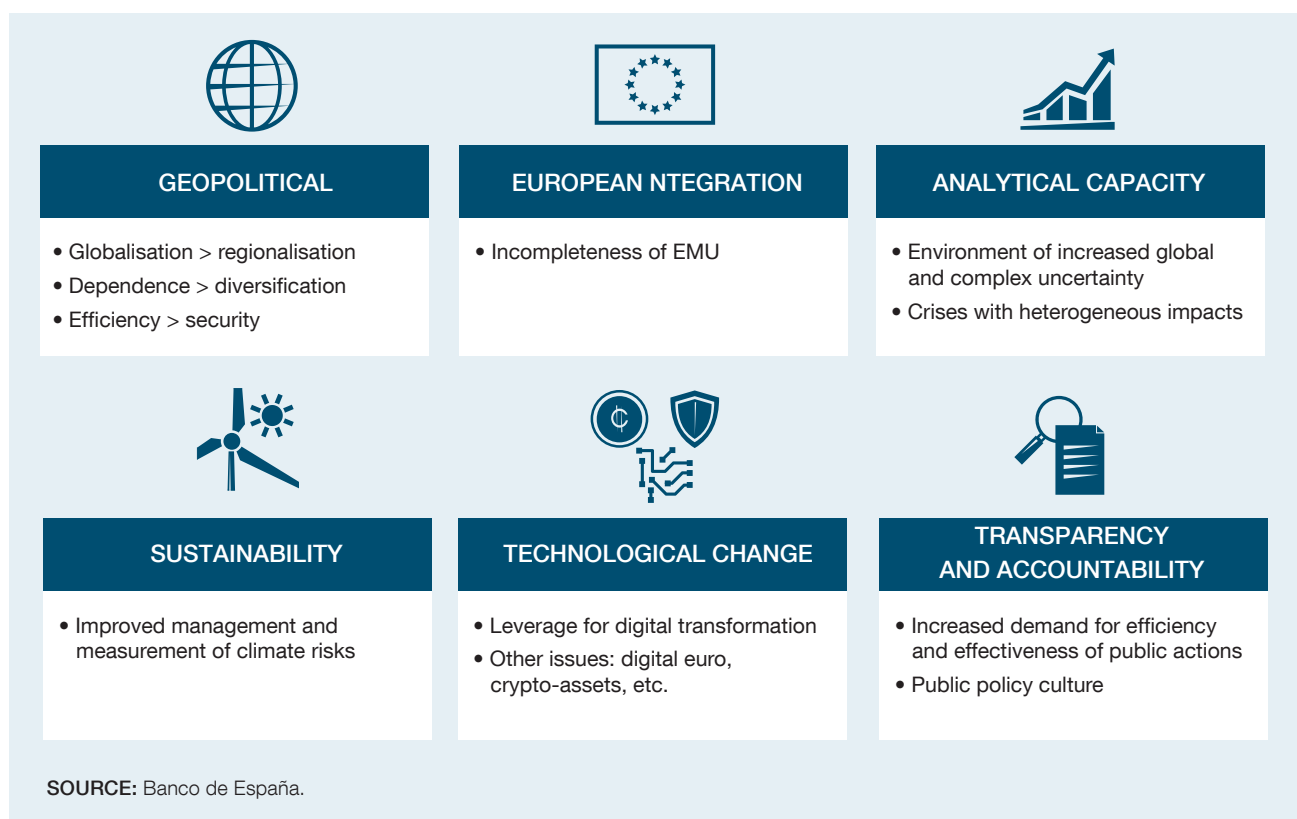 GEOPOLITICAL
• Globalisation > regionalisation
• Dependence > diversification
• Efficiency > security
EUROPEAN NTEGRATION
• Incompleteness of EMU
ANALYTICAL CAPACITY
• Environment of increased global
and complex uncertainty
• Crises with heterogeneous impacts
SUSTAINABILITY
• Improved management and
measurement of climate risks
₵
TECHNOLOGICAL CHANGE
• Leverage for digital transformation
• Other issues: digital euro,
crypto-assets, etc.
TRANSPARENCY
AND ACCOUNTABILITY
• Increased demand for efficiency
and effectiveness of public actions
• Public policy culture
SOURCE: Banco de España.